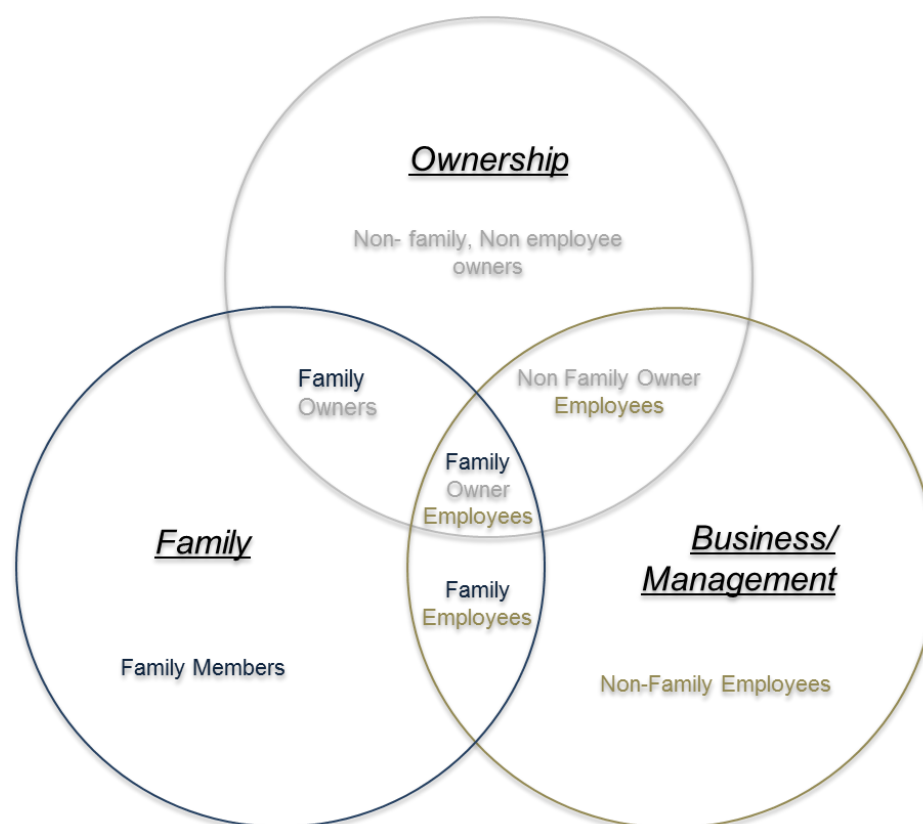 Ownership
Non- family, Non employee
owners
Family
Owners
Non Family Owner
Employees
Family
Owner
Employees
Family
Business/
Management
Family
Employees
Family Members
Non-Family Employees